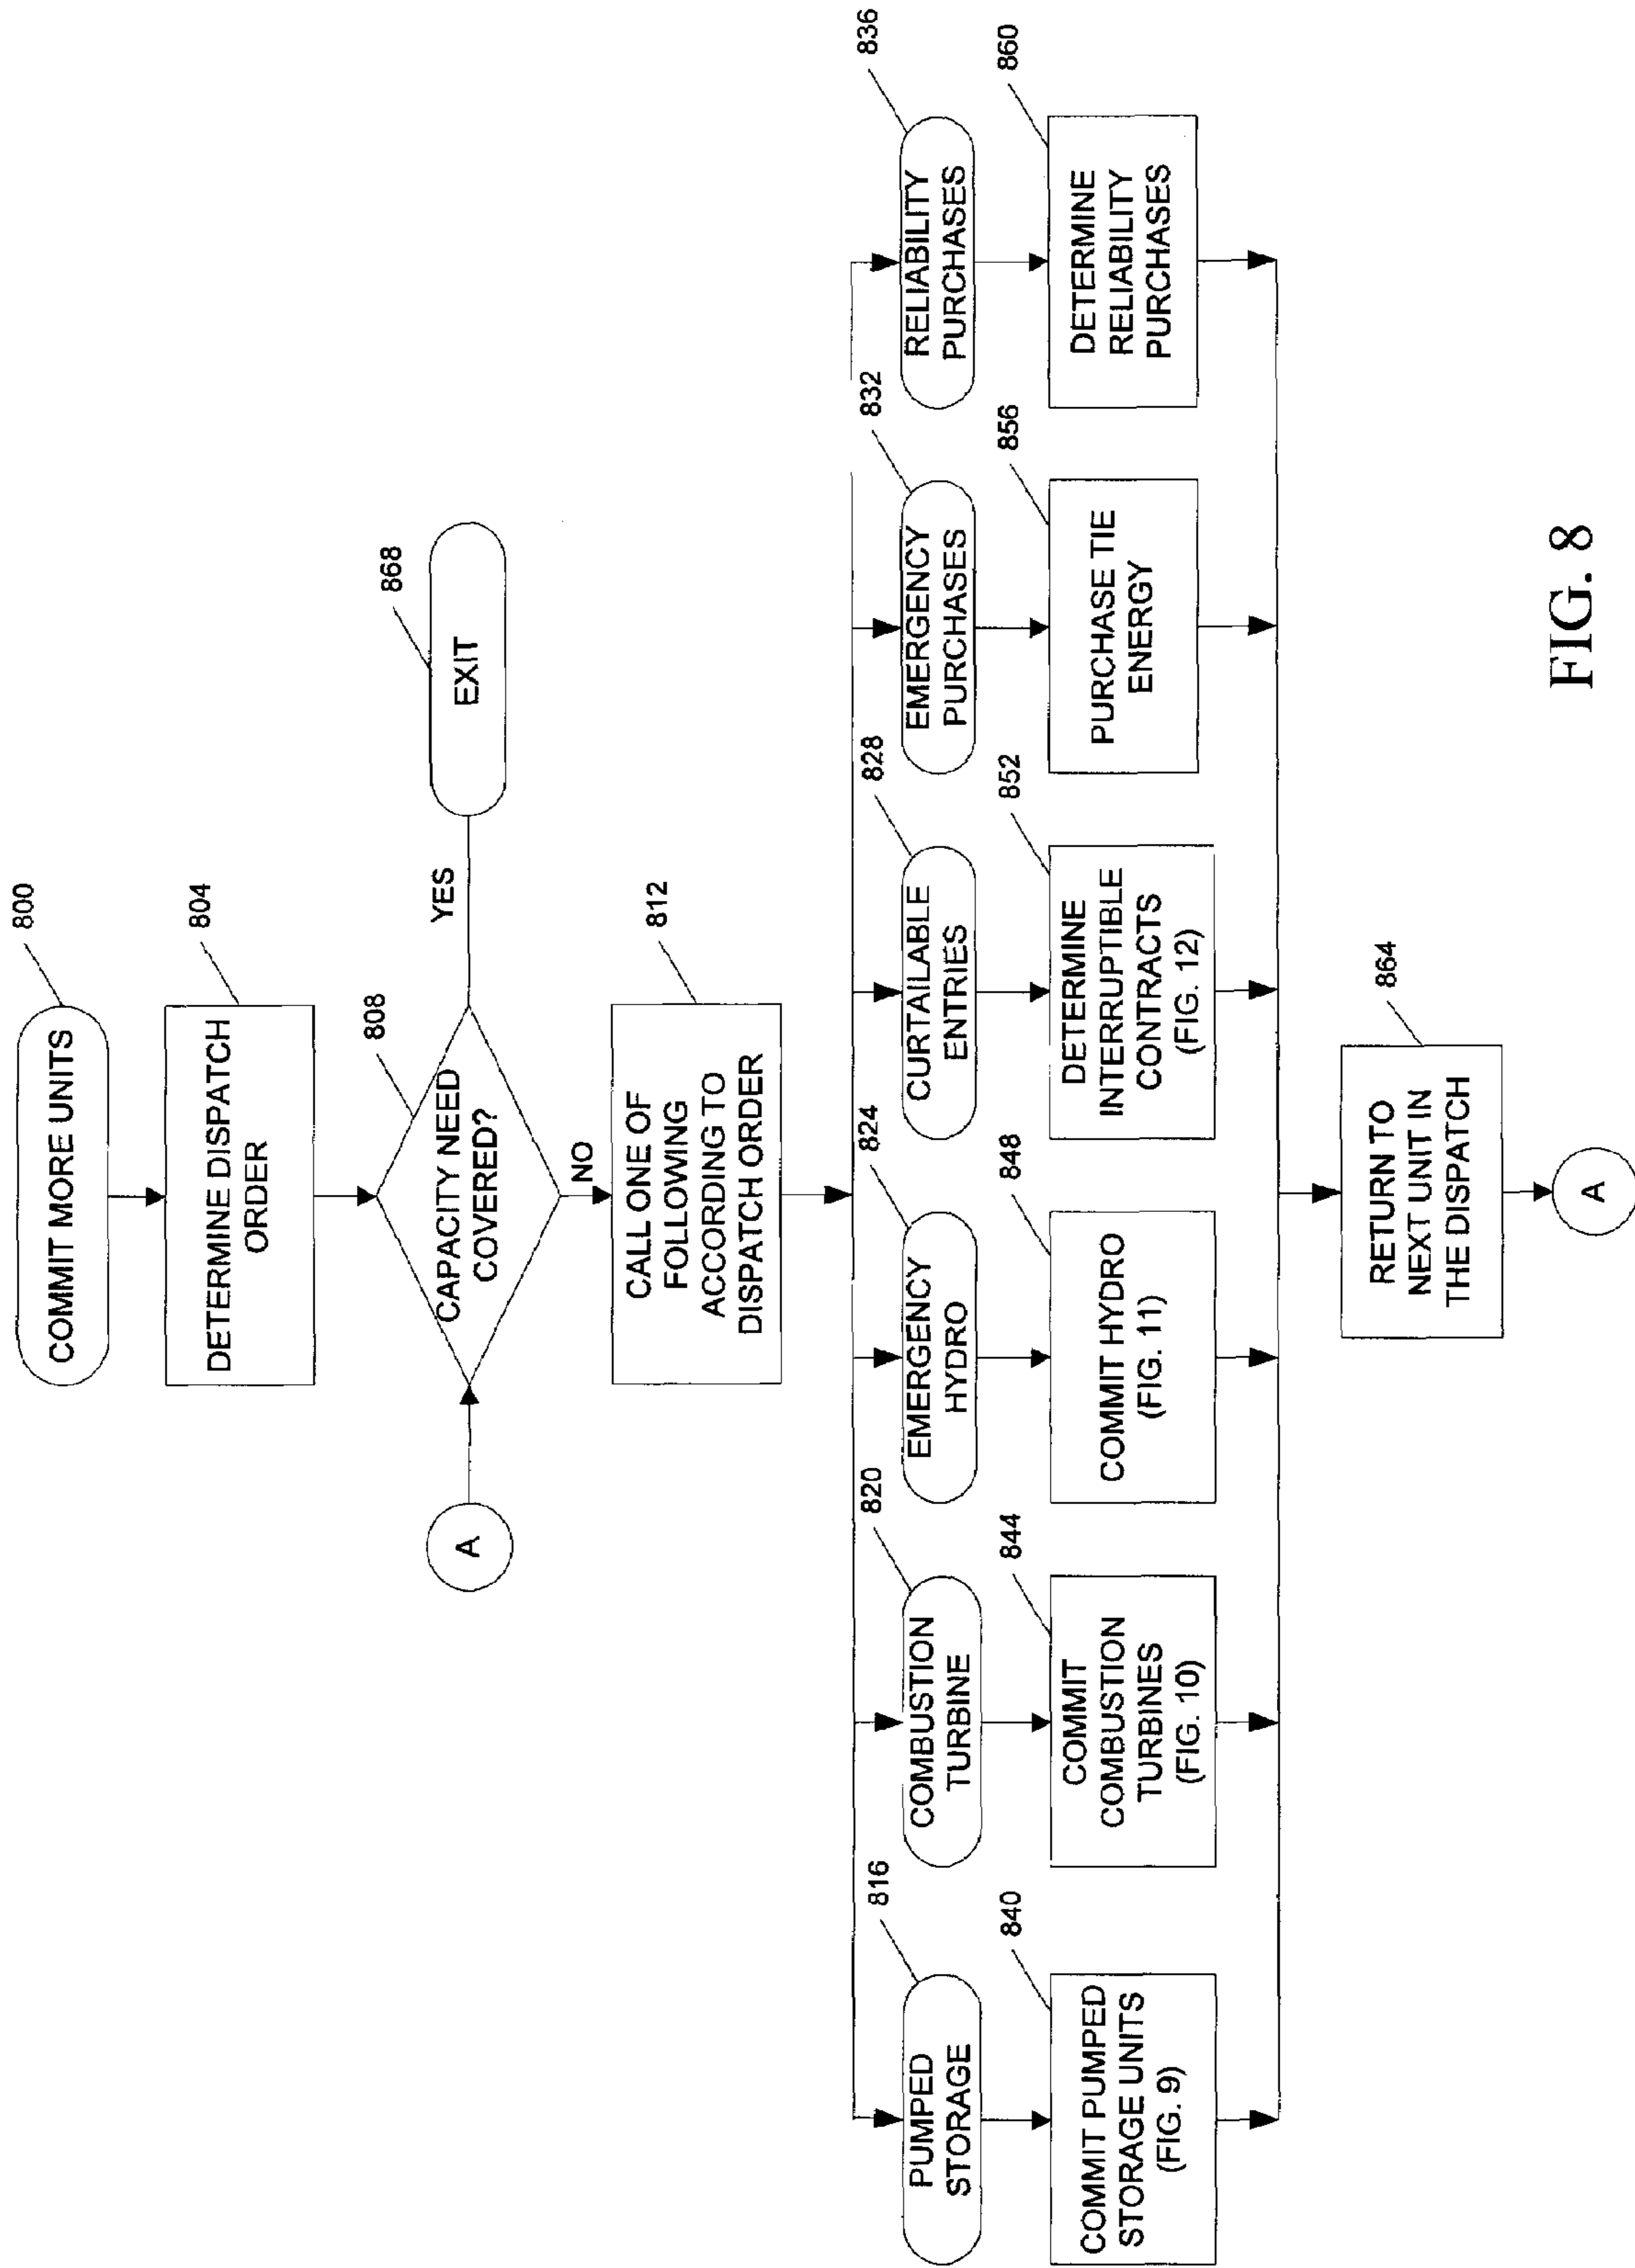 800
COMMIT MORE UNITS
804
DETERMINE DISPATCH
ORDER
808
A
CAPACITY NEED
COVERED?
YES
868
EXIT
NO
812
CALL ONE OF
FOLLOWING
ACCORDING TO
DISPATCH ORDER
816
PUMPED
STORAGE
820
COMBUSTION
TURBINE
824
EMERGENCY
HYDRO
828
CURTAILABLE
ENTRIES
832
EMERGENCY
PURCHASES
836
RELIABILITY
PURCHASES
840
COMMIT PUMPED
STORAGE UNITS
(FIG. 9)
844
COMMIT
COMBUSTION
TURBINES
(FIG. 10)
848
COMMIT HYDRO
(FIG. 11)
852
DETERMINE
INTERRUPTIBLE
CONTRACTS
(FIG. 12)
856
PURCHASE TIE
ENERGY
860
DETERMINE
RELIABILITY
PURCHASES
864
RETURN TO
NEXT UNIT IN
THE DISPATCH
A
FIG. 8